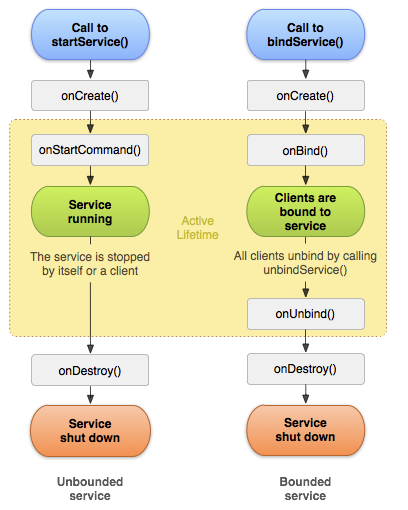 Call to
startService()
onCreate()
onStartCommand()
Service
running
The service is stopped
by itself or a client
onDestroy()
Service
shut down
Unbounded
service
Active
Lifetime
Call to
bindService()
onCreate()
onBind()
Clients are
bound to
service
All clients unbind by calling
unbindService()
onUnbind()
onDestroy()
Service
shut down
Bounded
service